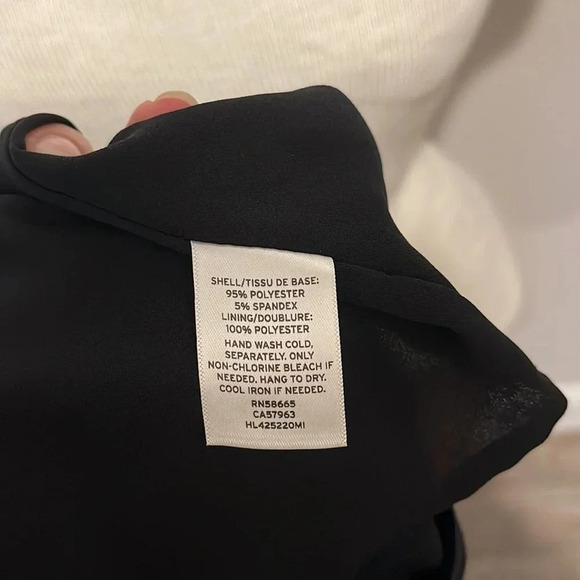 SHELL/TISSU DE BASE:
95% POLYESTER
5% SPANDEX
LINING/DOUBLURE:
100% POLYESTER
HAND WASH COLD,
SEPARATELY. ONLY
NON-CHLORINE BLEACH IF
NEEDED. HANG TO DRY.
COOL IRON IF NEEDED.
RN58665
CA57963
HL425220MI